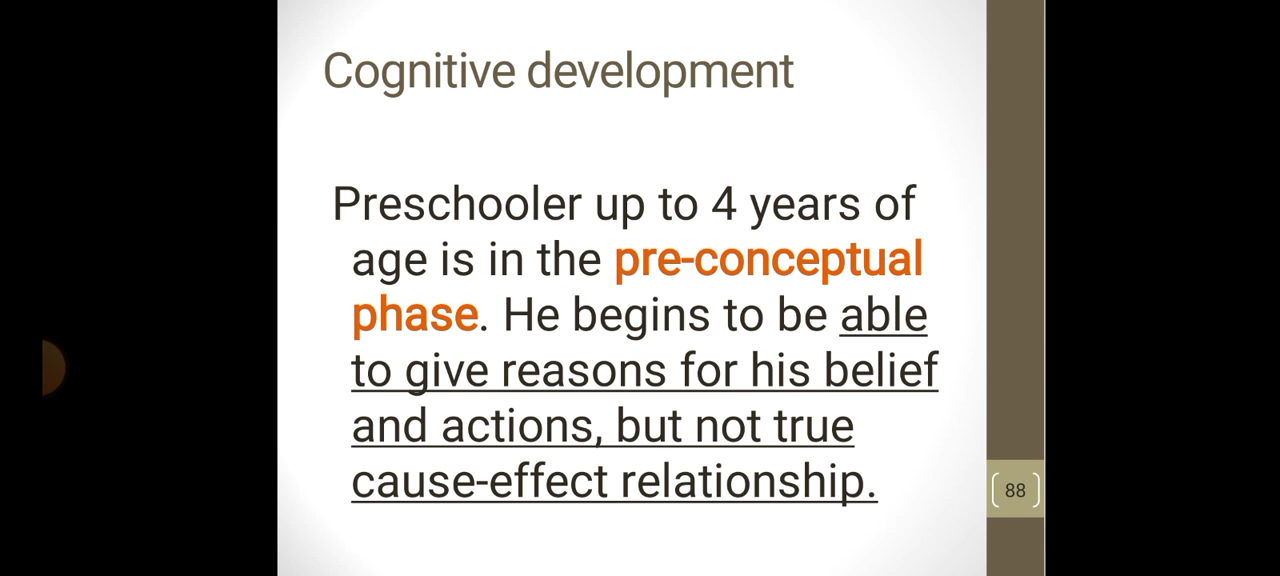 Cognitive development
Preschooler up to 4 years of
age is in the pre-conceptual
phase. He begins to be able
to give reasons for his belief
and actions, but not true
cause-effect relationship.
88